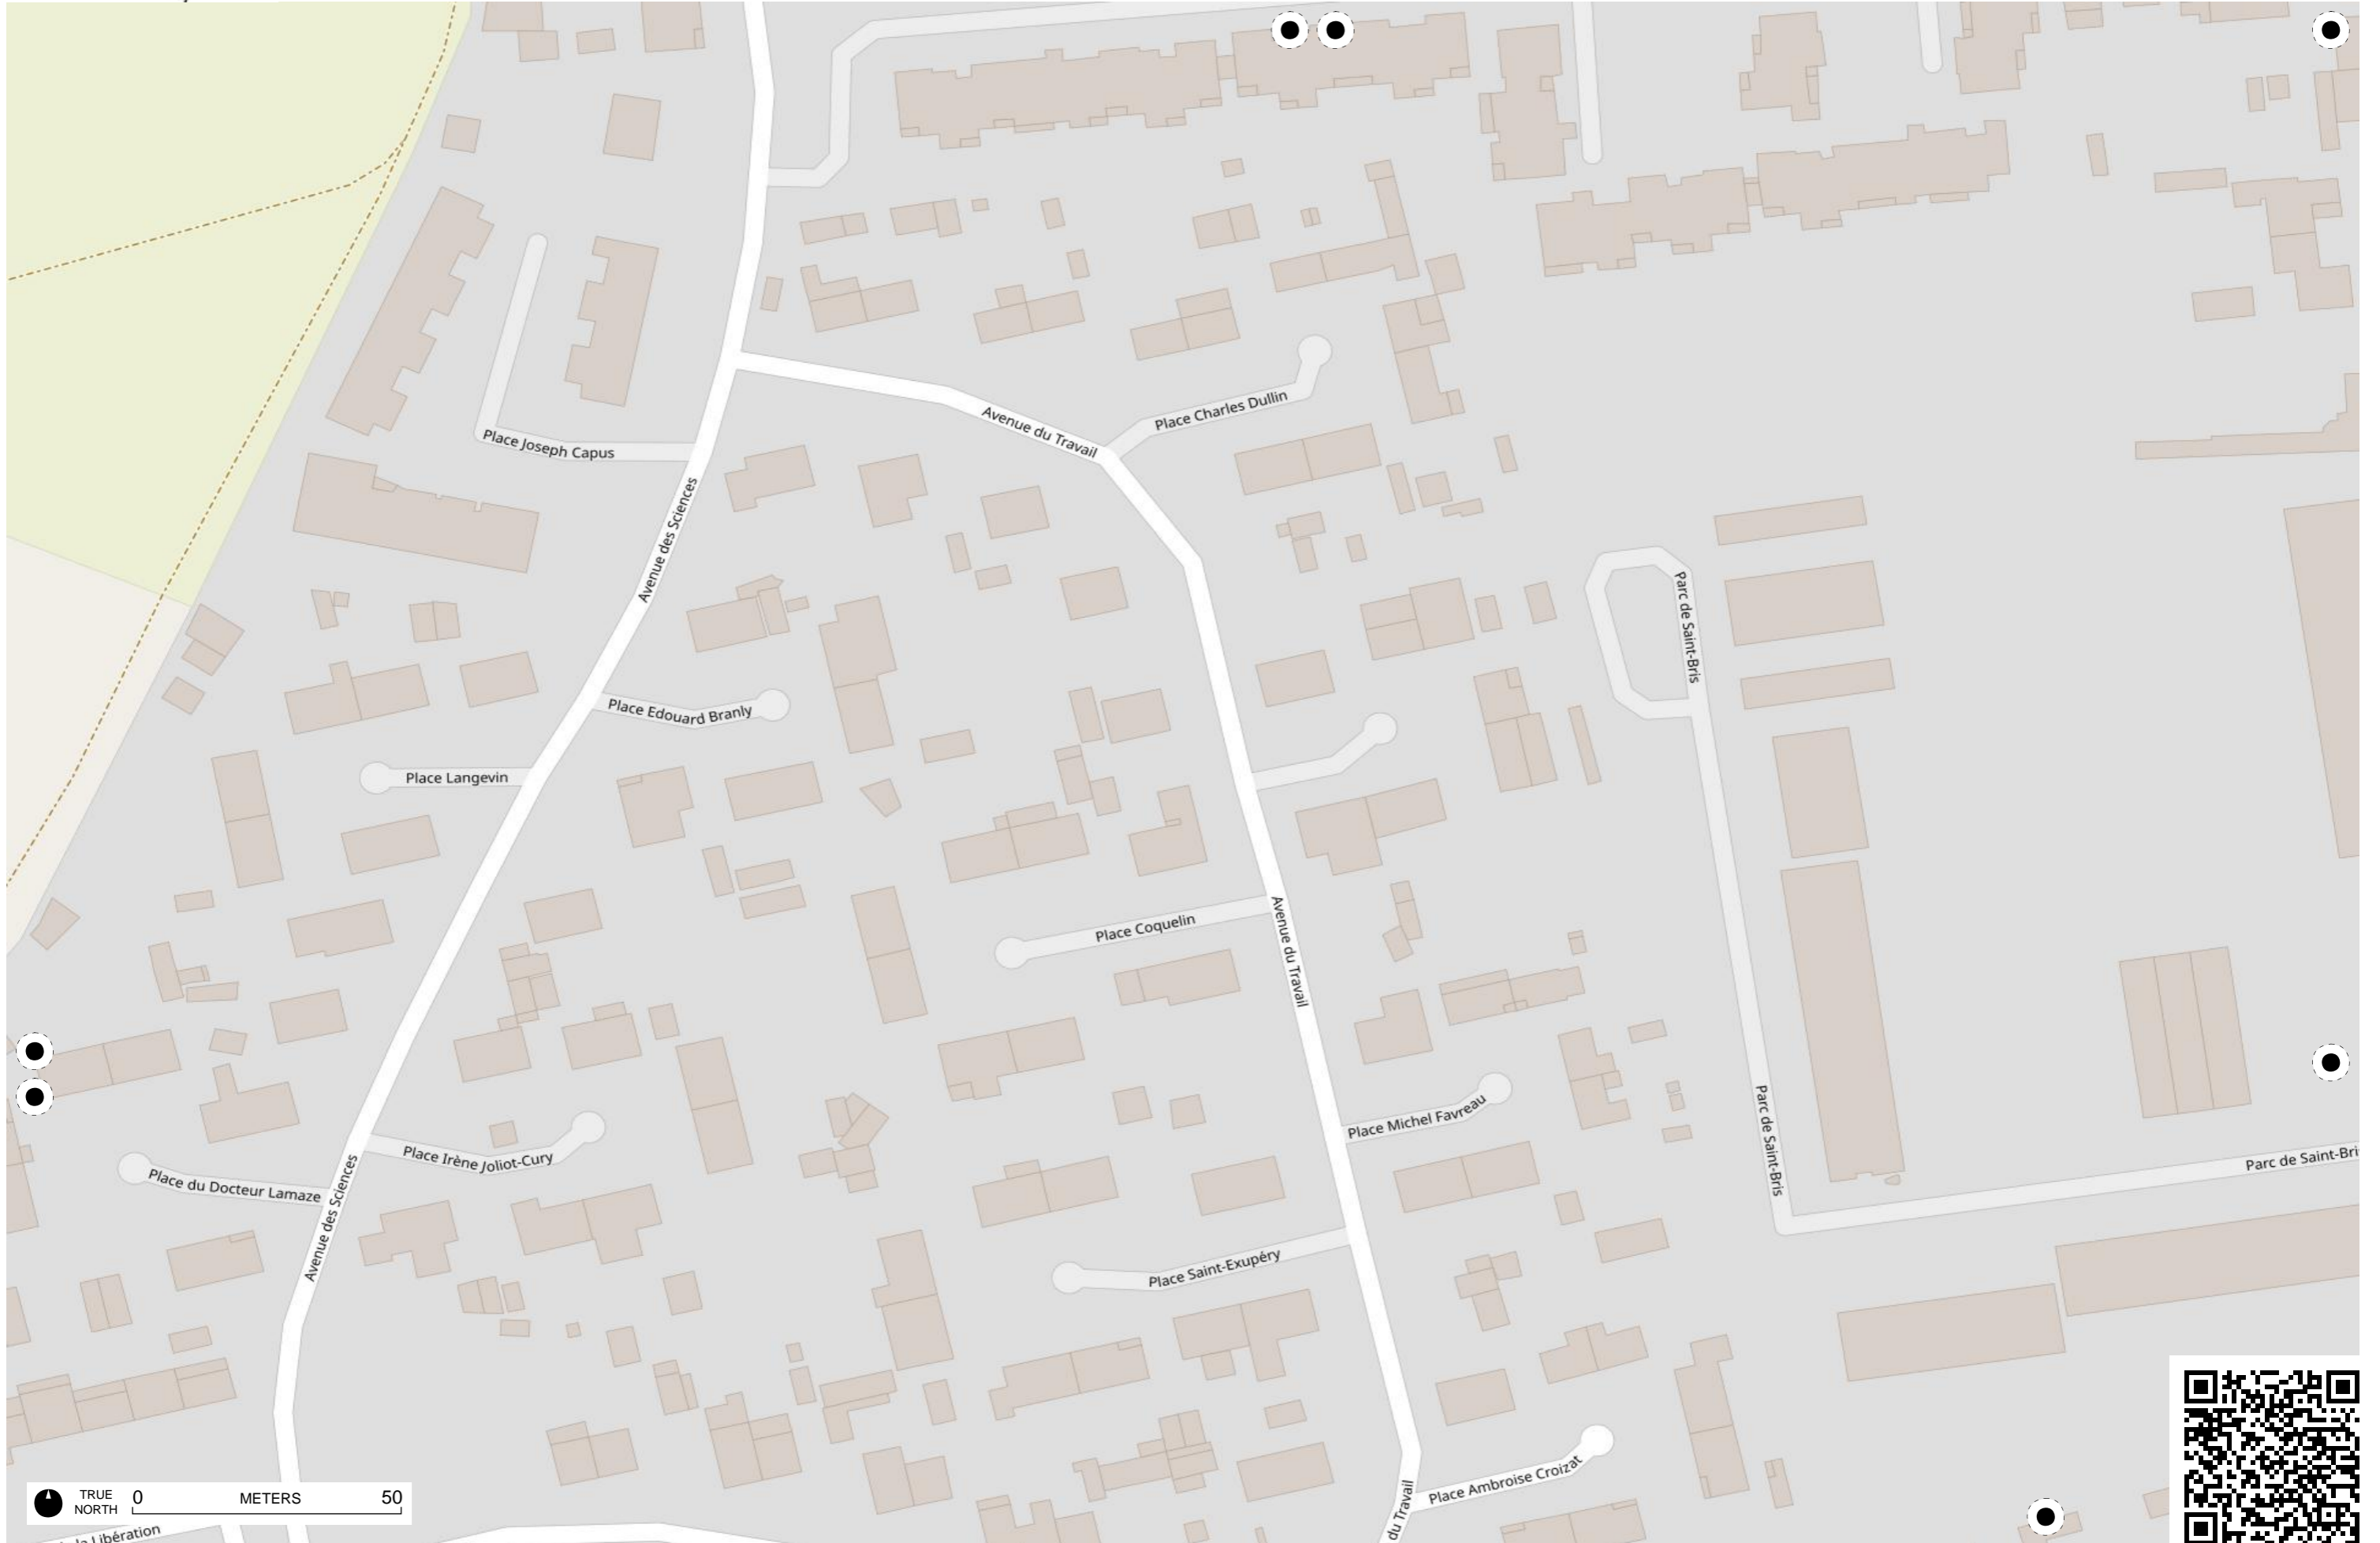 Place Charles Dullin
Avenue du Travail
Place Joseph Capus
Avenue des Sciences
Parc de Saint-Bris
Place Edouard Branly
Place Langevin
Place Coquelin
Avenue du Travail
Place Michel Favreau
Parc de Saint-Bris
Place Irène Joliot-Cury
Parc de Saint-Bri
Place du Docteur Lamaze
Avenue des Sciences
Place Saint-Exupéry
Place Ambroise Croizat
du Travail
TRUE
NORTH
0 METERS 50
la Libération